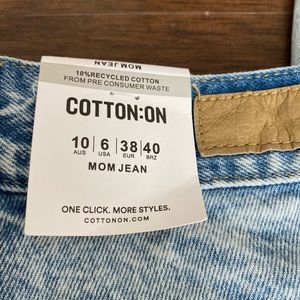 MOM JEAN
10%RECYCLED COTTON
FROM PRE CONSUMER WASTE
COTTON:ON
10 | 6 | 38 | 40
AUS USA EUR BRZ
MOM JEAN
ONE CLICK. MORE STYLES.
COTTONON.COM